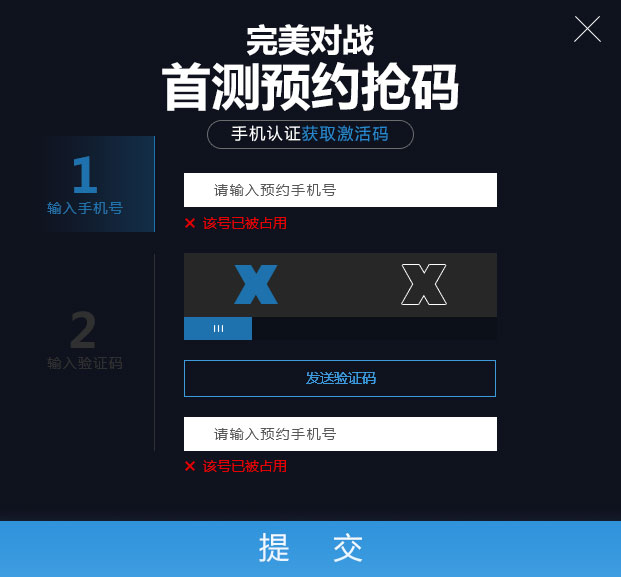 完美对战
首测预约抢码
手机认证获取激活码
1
输入手机号
请输入预约手机号
× 该号已被占用
2
输入验证码
发送验证码
请输入预约手机号
× 该号已被占用
提 交